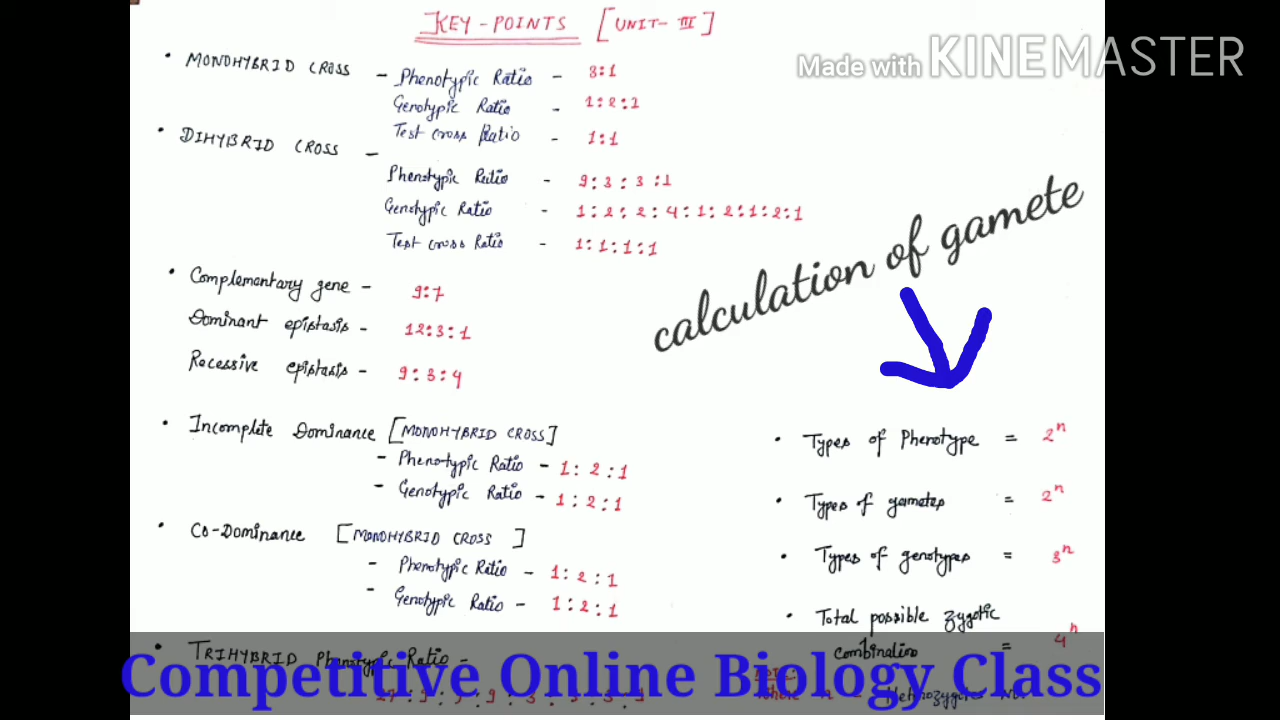 KEY-POINTS [UNIT-III]
Made with KINEMASTER
• MONOHYBRID CROSS - Phenotypic Ratio - 3:1
Genotypic Ratio - 1:2:1
Test cross Ratio - 1:1
• DIHYBRID CROSS -
Phenotypic Ratio - 9:3:3:1
Genotypic Ratio - 1:2:2:4:1:2:1:2:1
Test cross Ratio - 1:1:1:1
calculation of gamete
• Complementary gene - 9:7
Dominant epistasis - 12:3:1
Recessive epistasis - 9:3:4
• Incomplete Dominance [MONOHYBRID CROSS]
- Phenotypic Ratio - 1:2:1
- Genotypic Ratio - 1:2:1
• Co-Dominance [MONOHYBRID CROSS]
- Phenotypic Ratio - 1:2:1
- Genotypic Ratio - 1:2:1
• TRIHYBRID Phenotypic Ratio -
• Types of Phenotype = 2ⁿ
• Types of gametes = 2ⁿ
• Types of genotypes = 3ⁿ
• Total possible zygotic
combination = 4ⁿ
Competitive Online Biology Class